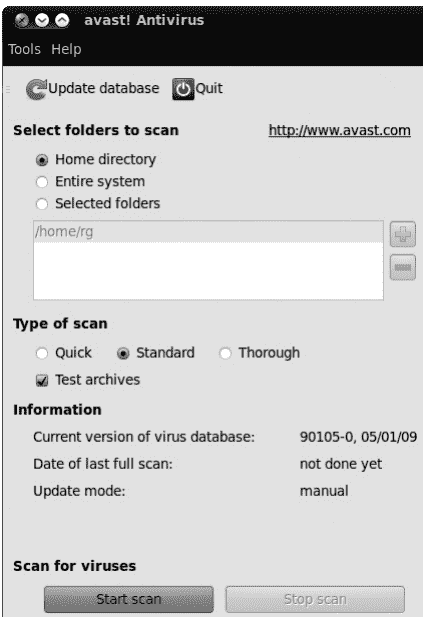 avast! Antivirus
Tools Help
Update database Quit
Select folders to scan http://www.avast.com
Home directory
Entire system
Selected folders
/home/rg
Type of scan
Quick Standard Thorough
Test archives
Information
Current version of virus database: 90105-0, 05/01/09
Date of last full scan: not done yet
Update mode: manual
Scan for viruses
Start scan Stop scan